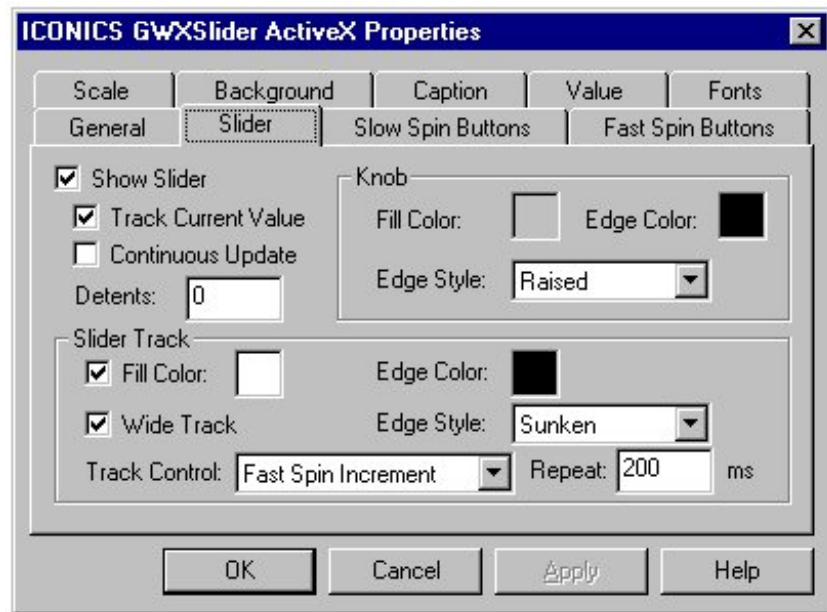 ICONICS GWXSlider ActiveX Properties
Scale Background Caption Value Fonts
General Slider Slow Spin Buttons Fast Spin Buttons
Show Slider
Track Current Value
Continuous Update
Detents: 0
Knob
Fill Color: Edge Color:
Edge Style: Raised
Slider Track
Fill Color: Edge Color:
Wide Track Edge Style: Sunken
Track Control: Fast Spin Increment Repeat: 200 ms
OK Cancel Apply Help